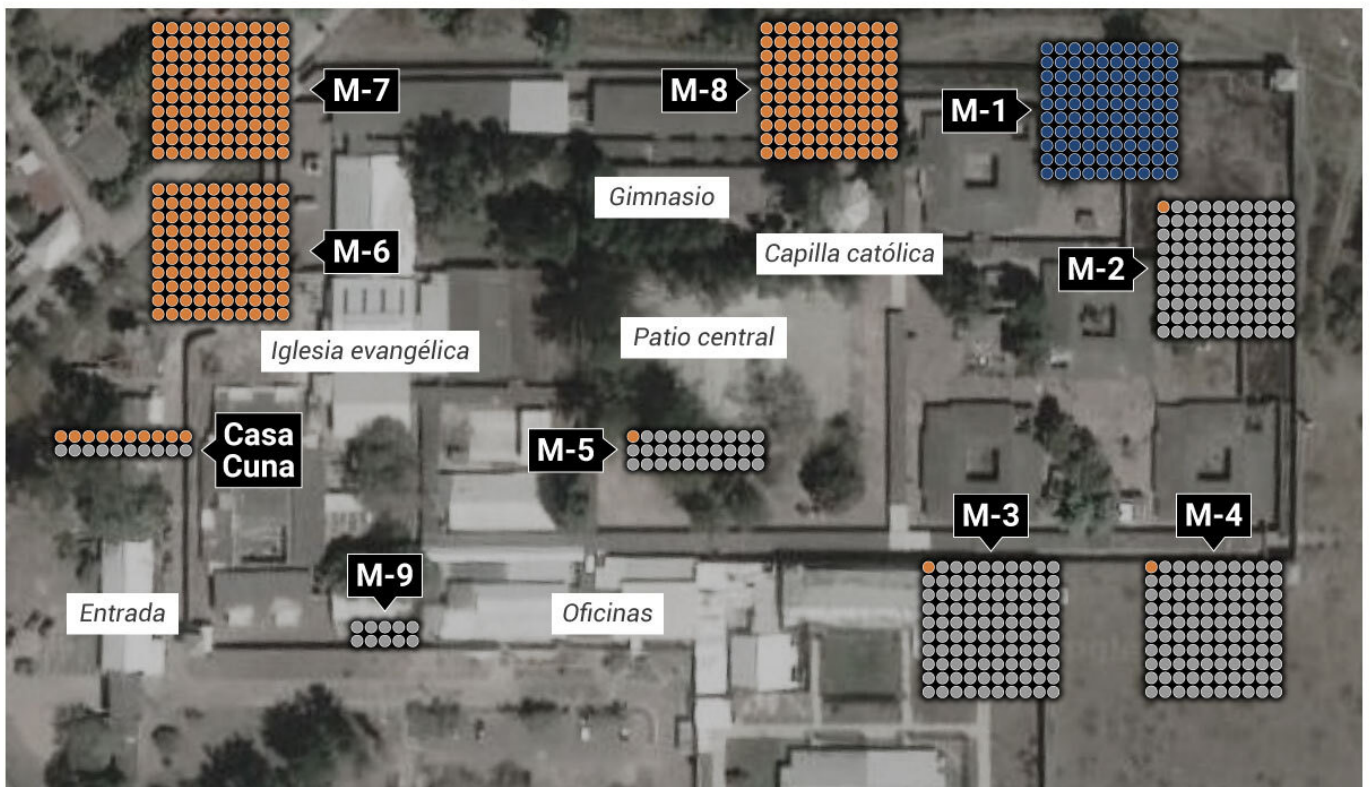 M-7
M-8
M-1
Gimnasio
M-6
Capilla católica
M-2
Iglesia evangélica
Patio central
Casa
Cuna
M-5
M-3
M-4
M-9
Entrada
Oficinas